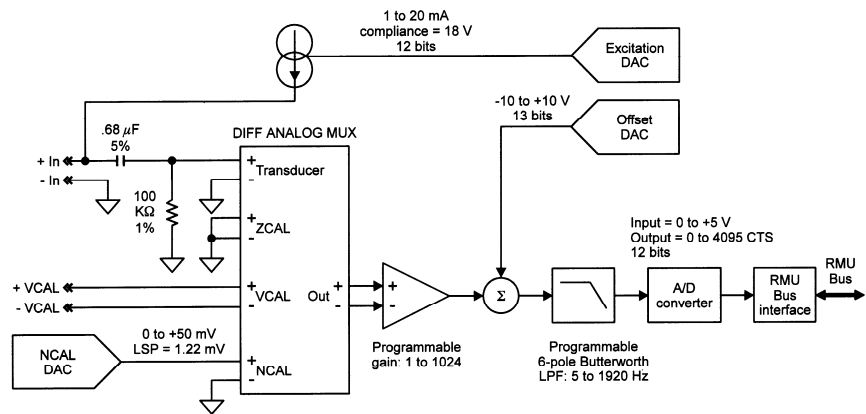 1 to 20 mA
compliance = 18 V
12 bits
Excitation
DAC
-10 to +10 V
13 bits
Offset
DAC
.68 μF
5%
DIFF ANALOG MUX
+ In
- In
100
KΩ
1%
+
Transducer
-
+
ZCAL
-
Input = 0 to +5 V
Output = 0 to 4095 CTS
12 bits
+ VCAL
- VCAL
+
VCAL
-
Out
+
-
+
-
Σ
A/D
converter
RMU
Bus
interface
RMU
Bus
NCAL
DAC
0 to +50 mV
LSP = 1.22 mV
+
NCAL
-
Programmable
gain: 1 to 1024
Programmable
6-pole Butterworth
LPF: 5 to 1920 Hz